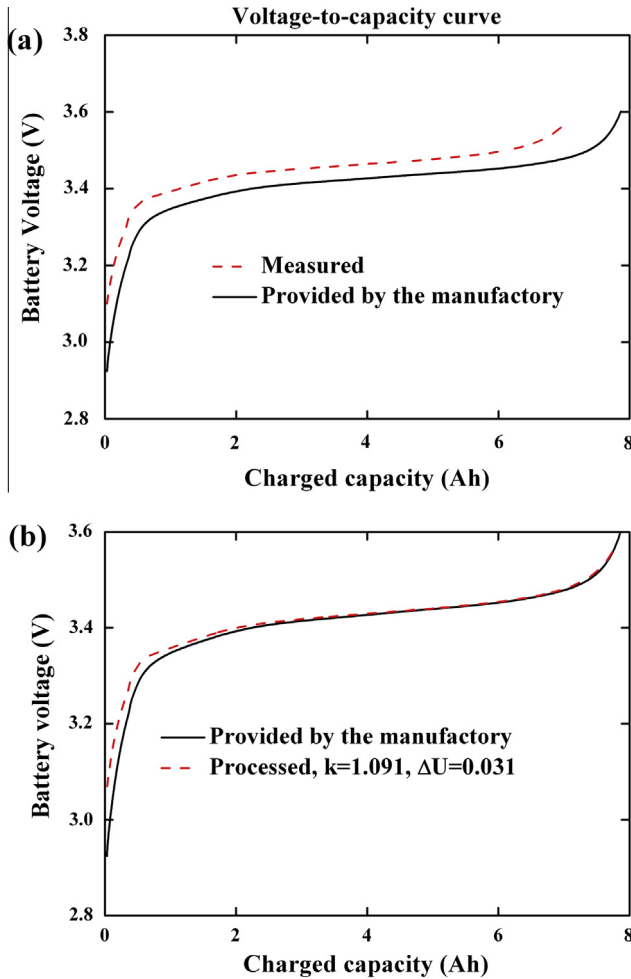 Voltage-to-capacity curve
(a)
3.8
3.6
3.4
3.2
3.0
2.8
Battery Voltage (V)
Measured
Provided by the manufactory
0 2 4 6 8
Charged capacity (Ah)
(b)
3.6
3.4
3.2
3.0
2.8
Battery voltage (V)
Provided by the manufactory
Processed, k=1.091, ΔU=0.031
0 2 4 6 8
Charged capacity (Ah)